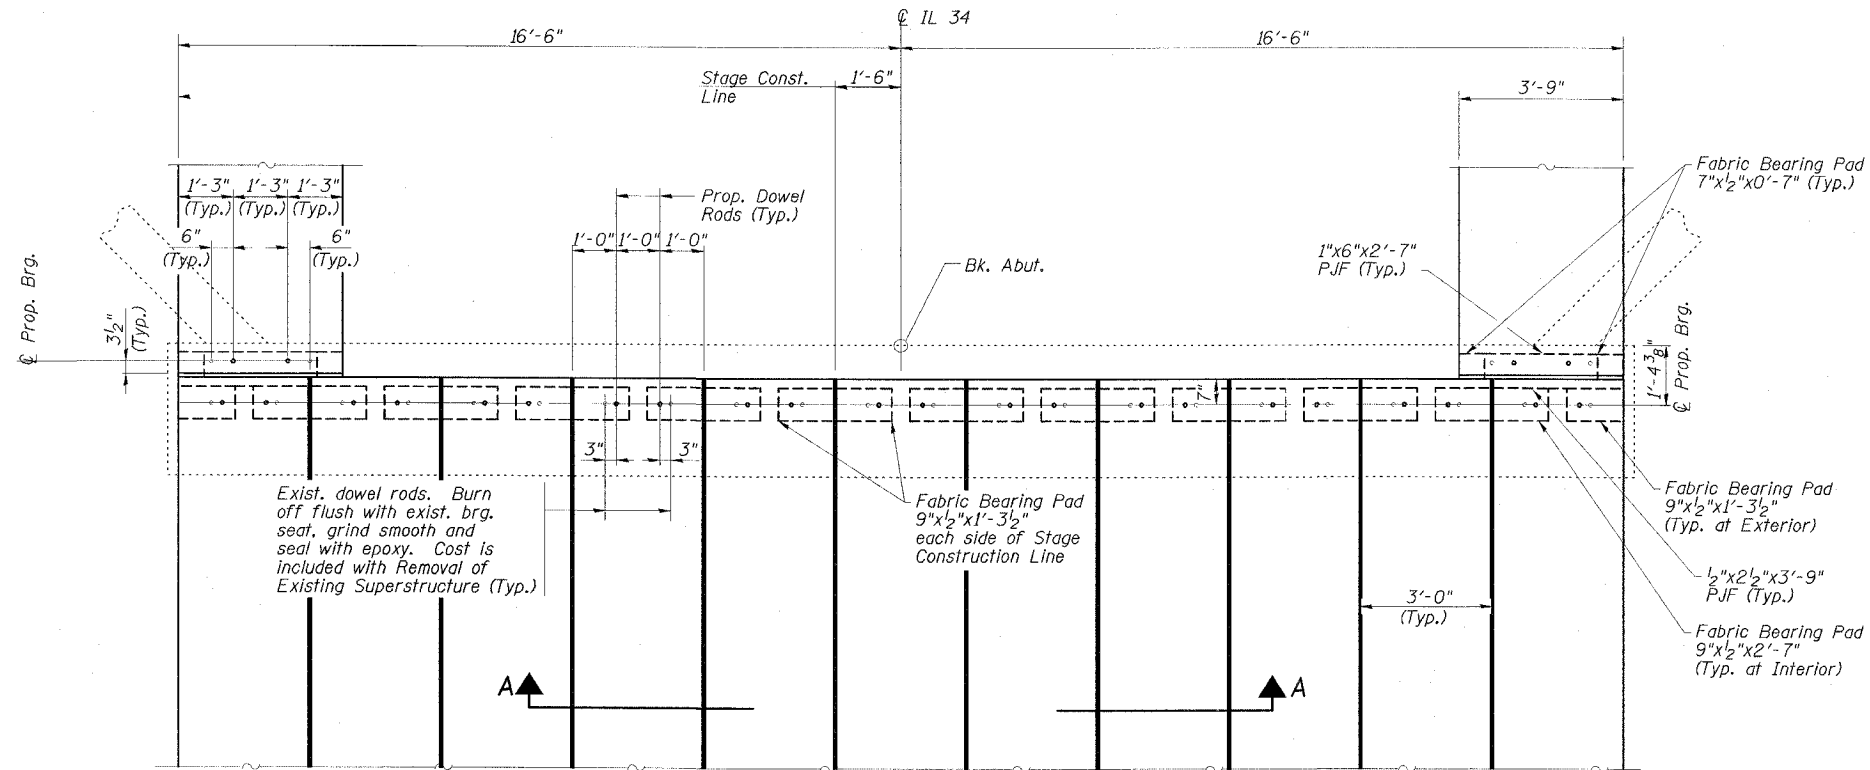 ℄ IL 34
16'-6"
16'-6"
Stage Const.
Line
1'-6"
3'-9"
Fabric Bearing Pad
7"x½"x0'-7" (Typ.)
1'-3" 1'-3" 1'-3"
(Typ.) (Typ.) (Typ.)
Prop. Dowel
Rods (Typ.)
6"
(Typ.)
6"
(Typ.)
1'-0" 1'-0" 1'-0"
Bk. Abut.
1"x6"x2'-7"
PJF (Typ.)
℄ Prop. Brg.
3½"
(Typ.)
1'-4⅜"
℄ Prop. Brg.
7"
3"
3"
Exist. dowel rods. Burn
off flush with exist. brg.
seat, grind smooth and
seal with epoxy. Cost is
included with Removal of
Existing Superstructure (Typ.)
Fabric Bearing Pad
9"x½"x1'-3½"
each side of Stage
Construction Line
Fabric Bearing Pad
9"x½"x1'-3½"
(Typ. at Exterior)
½"x2½"x3'-9"
PJF (Typ.)
3'-0"
(Typ.)
Fabric Bearing Pad
9"x½"x2'-7"
(Typ. at Interior)
A
A